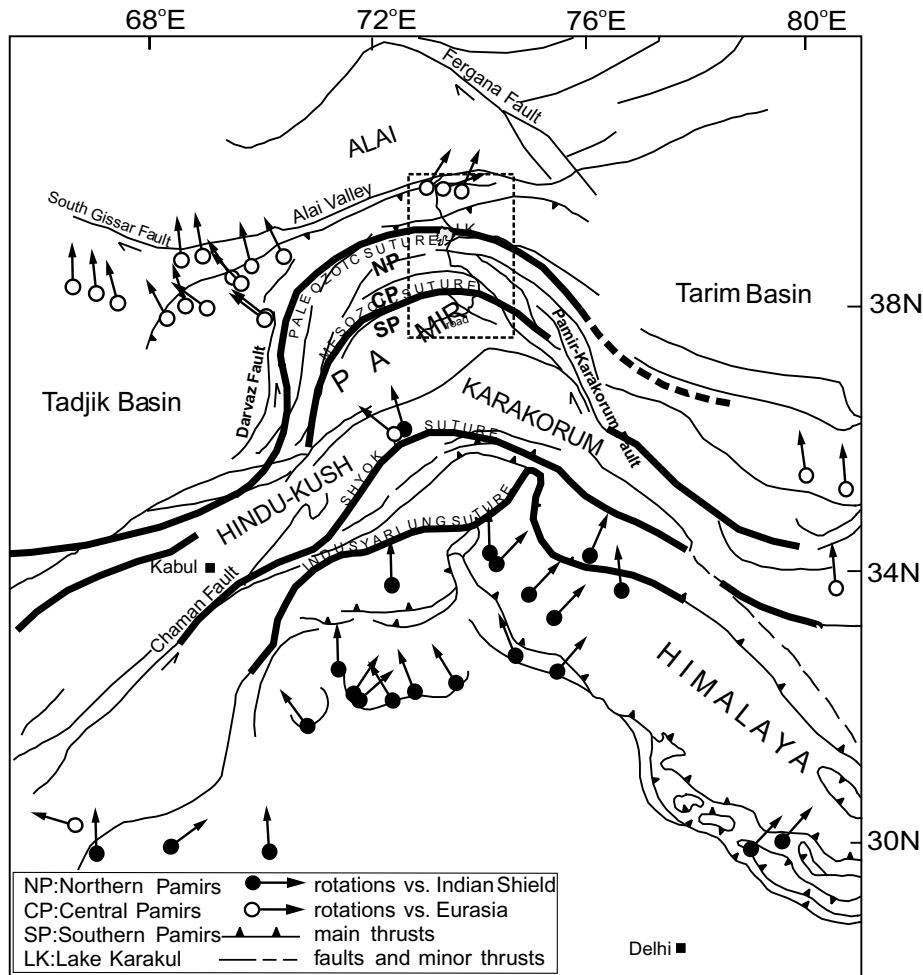 68°E 72°E 76°E 80°E
Fergana Fault
ALAI
Alai Valley
South Gissar Fault
LK
PALEOZOIC SUTURE
NP
MESOZOIC SUTURE
CP
SP
road
PAMIR
Tarim Basin
38N
Pamir-Karakorum Fault
Darvaz Fault
Tadjik Basin
KARAKORUM
SHYOK SUTURE
HINDU-KUSH
INDUSYARLUNG SUTURE
Kabul
34N
Chaman Fault
HIMALAYA
30N
NP:Northern Pamirs rotations vs. Indian Shield
CP:Central Pamirs rotations vs. Eurasia
SP:Southern Pamirs main thrusts
LK:Lake Karakul faults and minor thrusts
Delhi